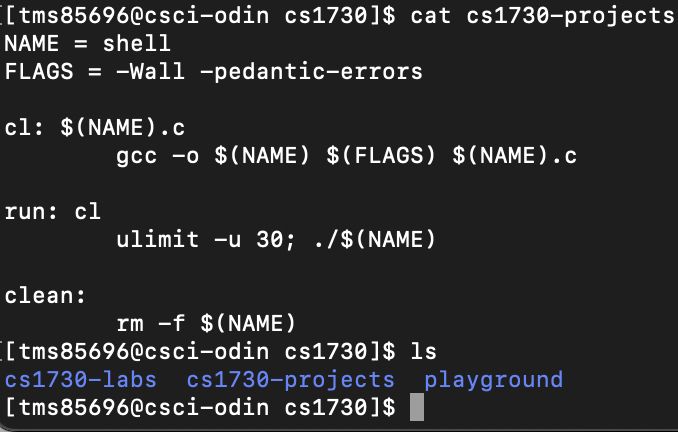 [tms85696@csci-odin cs1730]$ cat cs1730-projects
NAME = shell
FLAGS = -Wall -pedantic-errors
cl: $(NAME).c
gcc -o $(NAME) $(FLAGS) $(NAME).c
run: cl
ulimit -u 30; ./$(NAME)
clean:
rm -f $(NAME)
[tms85696@csci-odin cs1730]$ ls
cs1730-labs  cs1730-projects  playground
[tms85696@csci-odin cs1730]$